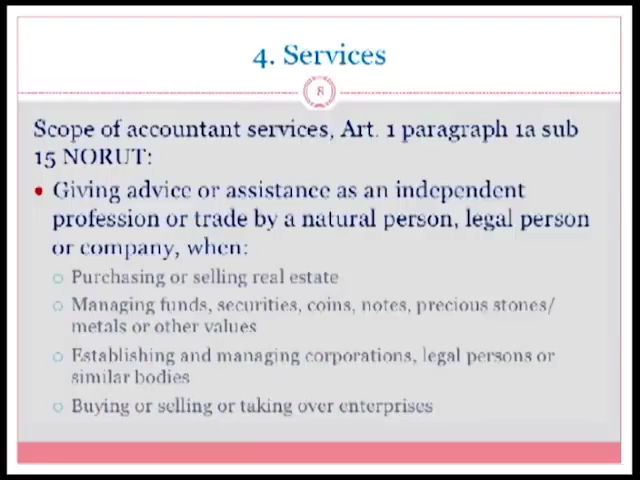 4. Services
8
Scope of accountant services, Art. 1 paragraph 1a sub
15 NORUT:
• Giving advice or assistance as an independent
profession or trade by a natural person, legal person
or company, when:
○ Purchasing or selling real estate
○ Managing funds, securities, coins, notes, precious stones/
metals or other values
○ Establishing and managing corporations, legal persons or
similar bodies
○ Buying or selling or taking over enterprises